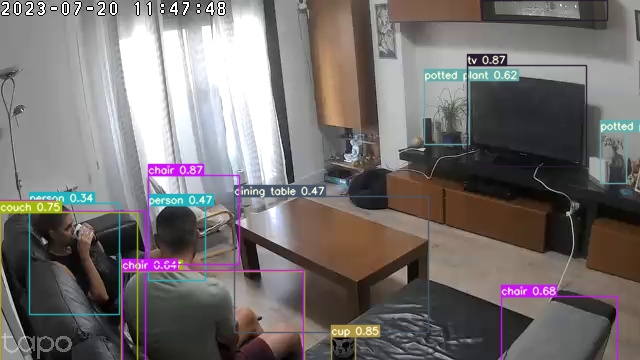 2023-07-20 11:47:48
tv 0.87
potted plant 0.62
potted
chair 0.87
person 0.34
person 0.47
dining table 0.47
couch 0.75
chair 0.64
chair 0.68
cup 0.85
tapo